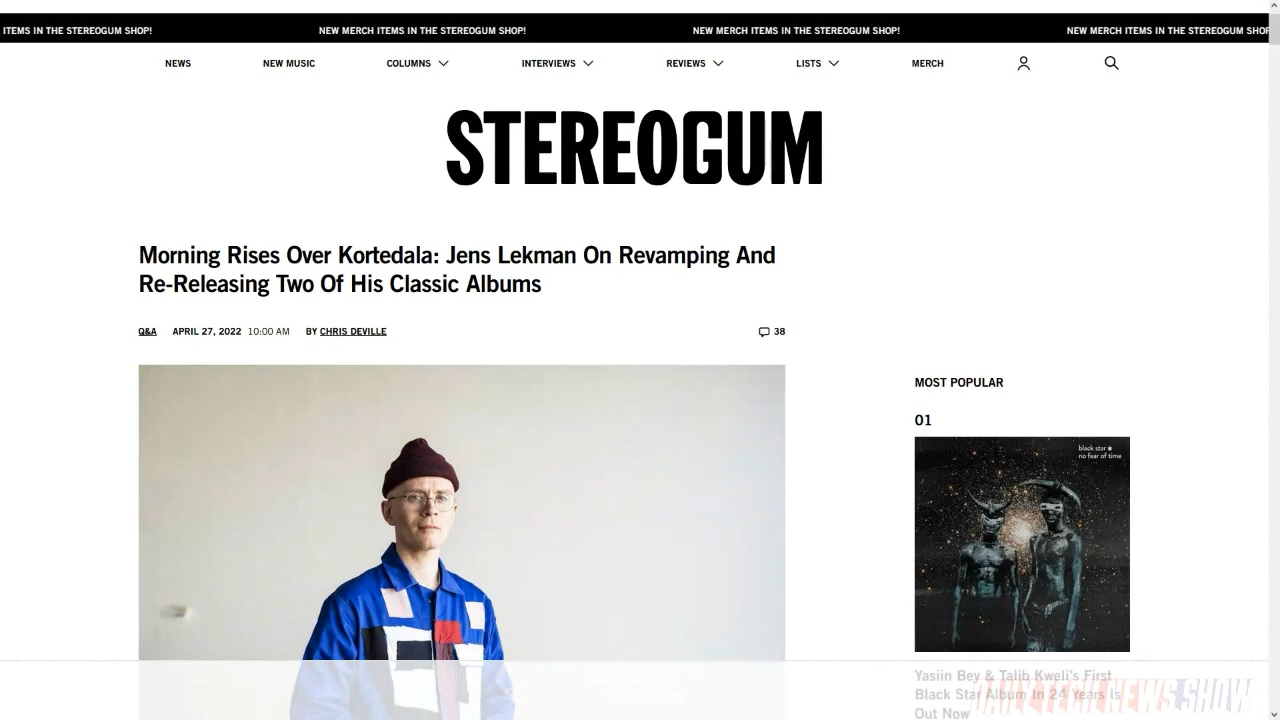 ITEMS IN THE STEREOGUM SHOP! NEW MERCH ITEMS IN THE STEREOGUM SHOP! NEW MERCH ITEMS IN THE STEREOGUM SHOP! NEW MERCH ITEMS IN THE STEREOGUM SHOP
NEWS NEW MUSIC COLUMNS INTERVIEWS REVIEWS LISTS MERCH
STEREOGUM
Morning Rises Over Kortedala: Jens Lekman On Revamping And
Re-Releasing Two Of His Classic Albums
Q&A APRIL 27, 2022 10:00 AM BY CHRIS DEVILLE 38
MOST POPULAR
01
black star *
no fear of time
Yasiin Bey & Talib Kweli's First
Black Star Album In 24 Years Is
Out Now
DAILY TECH NEWS SHOW